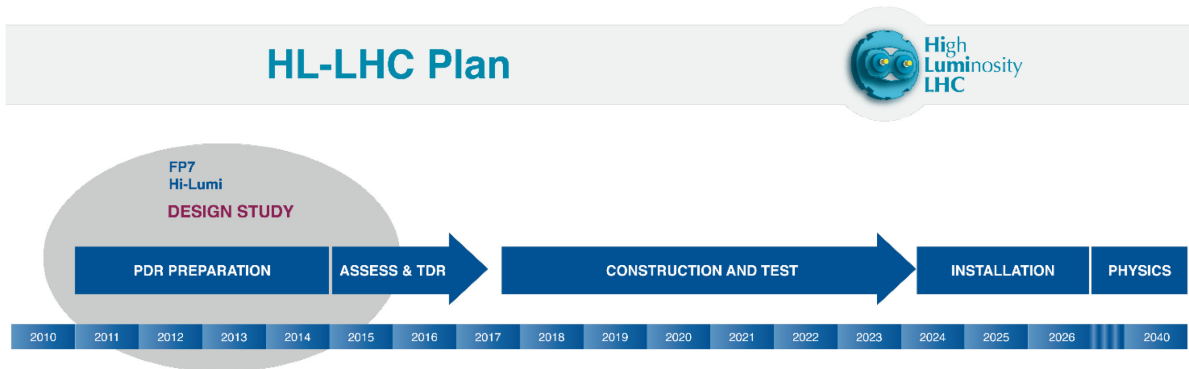 HL-LHC Plan
High
Luminosity
LHC
FP7
Hi-Lumi
DESIGN STUDY
PDR PREPARATION
ASSESS & TDR
CONSTRUCTION AND TEST
INSTALLATION
PHYSICS
2010 2011 2012 2013 2014 2015 2016 2017 2018 2019 2020 2021 2022 2023 2024 2025 2026 2040